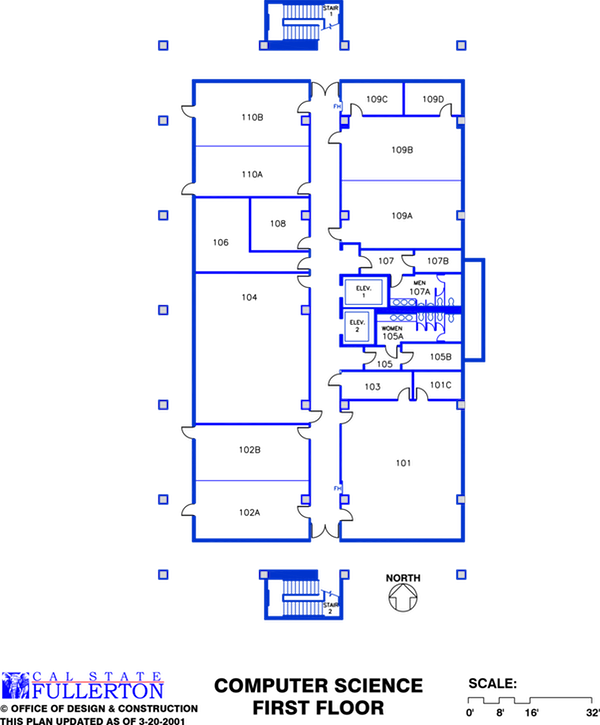 STAIR
1
FH
109C
109D
110B
109B
110A
109A
108
106
107
107B
104
ELEV.
1
MEN
107A
ELEV.
2
WOMEN
105A
105
105B
103
101C
102B
101
FH
102A
STAIR
2
NORTH
CAL STATE
FULLERTON
© OFFICE OF DESIGN & CONSTRUCTION
THIS PLAN UPDATED AS OF 3-20-2001
COMPUTER SCIENCE
FIRST FLOOR
SCALE:
0' 8' 16' 32'